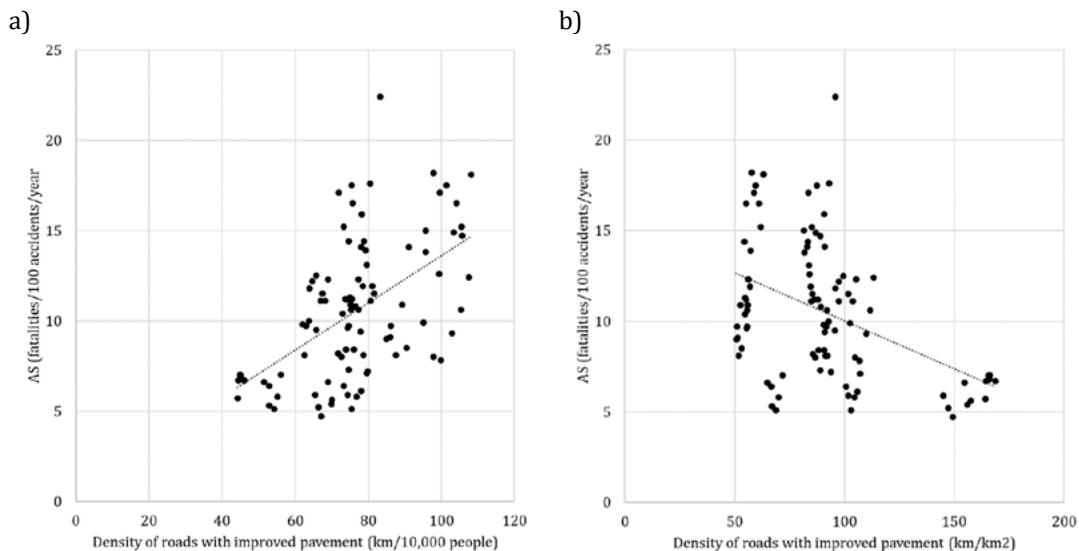 a)
25
20
15
10
5
0
AS (fatalities/100 accidents/year
0 20 40 60 80 100 120
Density of roads with improved pavement (km/10,000 people)
b)
25
20
15
10
5
0
AS (fatalities/100 accidents/year
0 50 100 150 200
Density of roads with improved pavement (km/km2)